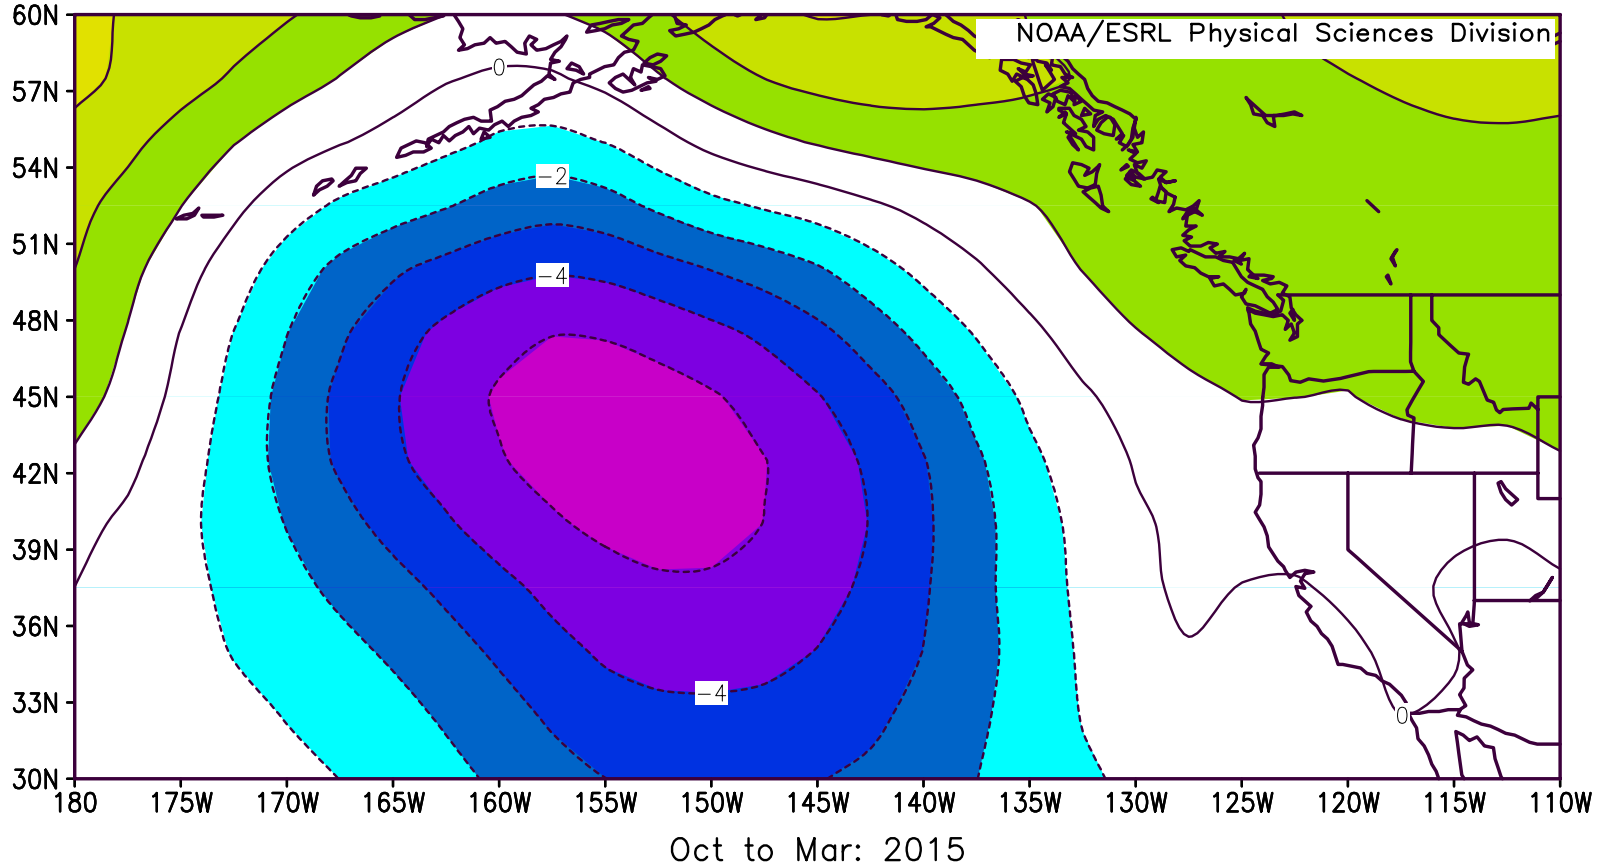 60N
NOAA/ESRL Physical Sciences Division
0
57N
54N
-2
51N
-4
48N
45N
42N
39N
36N
-4
33N
0
30N
180 175W 170W 165W 160W 155W 150W 145W 140W 135W 130W 125W 120W 115W 110W
Oct to Mar: 2015